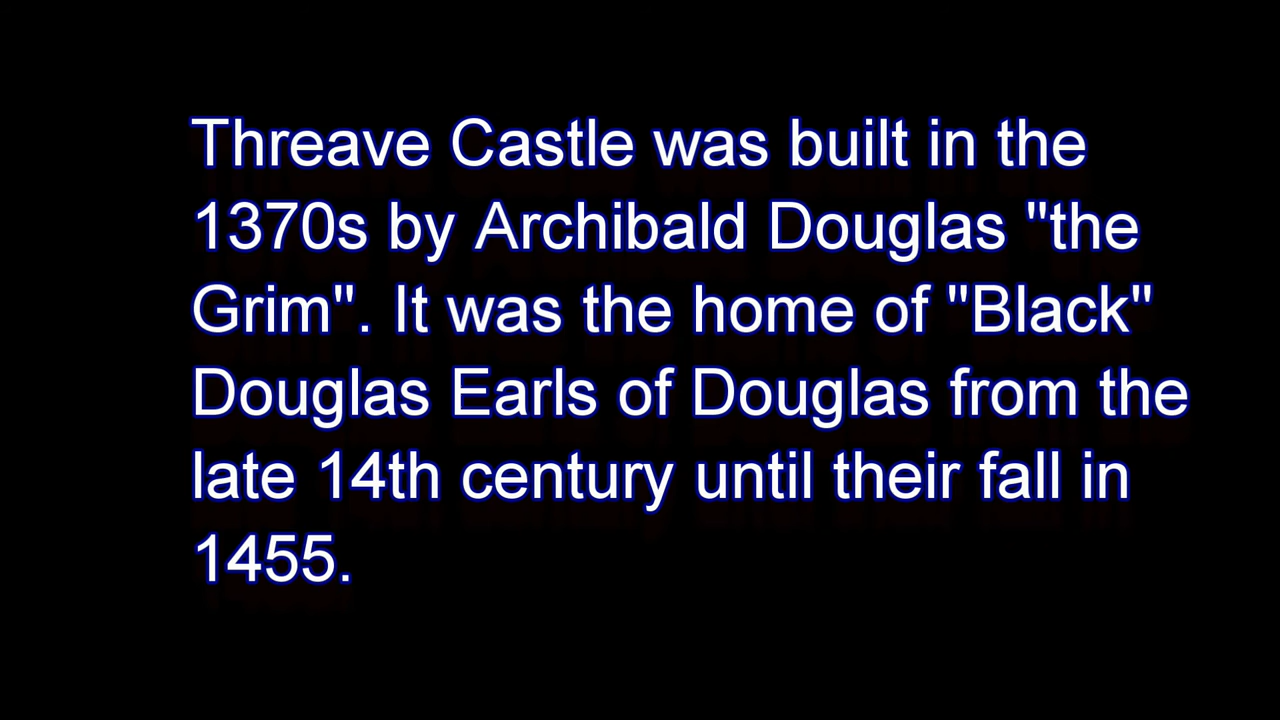 Threave Castle was built in the
1370s by Archibald Douglas "the
Grim". It was the home of "Black"
Douglas Earls of Douglas from the
late 14th century until their fall in
1455.